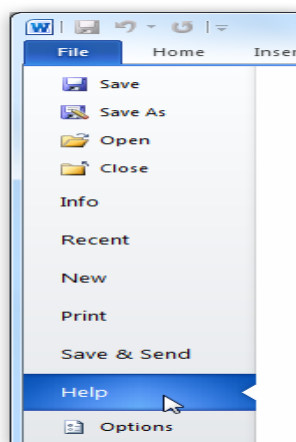 W
File Home Inser
Save
Save As
Open
Close
Info
Recent
New
Print
Save & Send
Help
Options